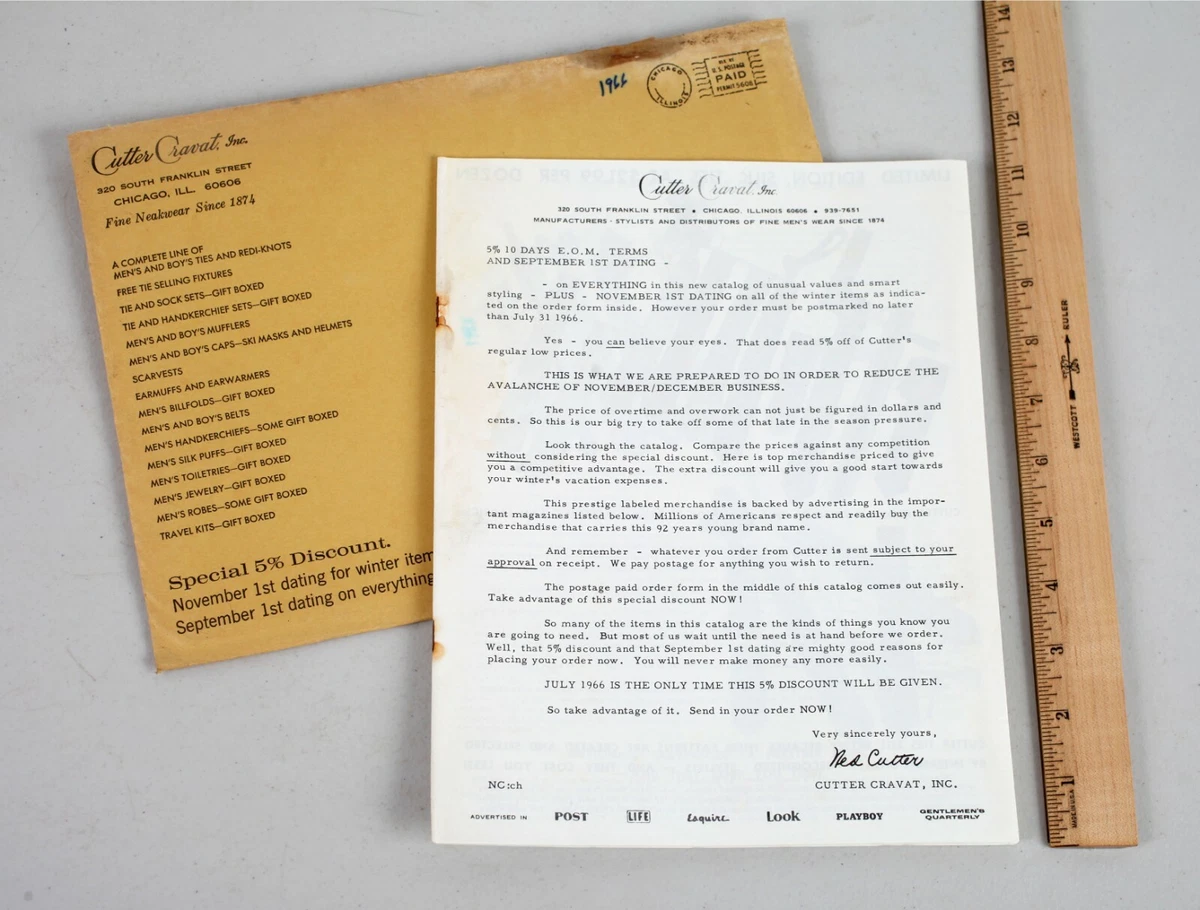 1966
CHICAGO
ILLINOIS
U.S. POSTAGE
PAID
Cutter Cravat, Inc.
320 SOUTH FRANKLIN STREET
CHICAGO, ILL. 60606
Fine Neakwear Since 1874
A COMPLETE LINE OF
MEN'S AND BOY'S TIES AND REDI-KNOTS
FREE TIE SELLING FIXTURES
TIE AND SOCK SETS—GIFT BOXED
TIE AND HANDKERCHIEF SETS—GIFT BOXED
MEN'S AND BOY'S MUFFLERS
MEN'S AND BOY'S CAPS—SKI MASKS AND HELMETS
SCARVESTS
EARMUFFS AND EARWARMERS
MEN'S BILLFOLDS—GIFT BOXED
MEN'S AND BOY'S BELTS
MEN'S HANDKERCHIEFS—SOME GIFT BOXED
MEN'S SILK PUFFS—GIFT BOXED
MEN'S TOILETRIES—GIFT BOXED
MEN'S JEWELRY—GIFT BOXED
MEN'S ROBES—SOME GIFT BOXED
TRAVEL KITS—GIFT BOXED
Special 5% Discount.
November 1st dating for winter item
September 1st dating on everything
Cutter Cravat, Inc.
320 SOUTH FRANKLIN STREET • CHICAGO, ILLINOIS 60606 • 939-7651
MANUFACTURERS - STYLISTS AND DISTRIBUTORS OF FINE MEN'S WEAR SINCE 1874
5% 10 DAYS E.O.M. TERMS
AND SEPTEMBER 1ST DATING -
- on EVERYTHING in this new catalog of unusual values and smart
styling - PLUS - NOVEMBER 1ST DATING on all of the winter items as indica-
ted on the order form inside. However your order must be postmarked no later
than July 31 1966.
Yes - you can believe your eyes. That does read 5% off of Cutter's
regular low prices.
THIS IS WHAT WE ARE PREPARED TO DO IN ORDER TO REDUCE THE
AVALANCHE OF NOVEMBER/DECEMBER BUSINESS.
The price of overtime and overwork can not just be figured in dollars and
cents. So this is our big try to take off some of that late in the season pressure.
Look through the catalog. Compare the prices against any competition
without considering the special discount. Here is top merchandise priced to give
you a competitive advantage. The extra discount will give you a good start towards
your winter's vacation expenses.
This prestige labeled merchandise is backed by advertising in the impor-
tant magazines listed below. Millions of Americans respect and readily buy the
merchandise that carries this 92 years young brand name.
And remember - whatever you order from Cutter is sent subject to your
approval on receipt. We pay postage for anything you wish to return.
The postage paid order form in the middle of this catalog comes out easily.
Take advantage of this special discount NOW!
So many of the items in this catalog are the kinds of things you know you
are going to need. But most of us wait until the need is at hand before we order.
Well, that 5% discount and that September 1st dating are mighty good reasons for
placing your order now. You will never make money any more easily.
JULY 1966 IS THE ONLY TIME THIS 5% DISCOUNT WILL BE GIVEN.
So take advantage of it. Send in your order NOW!
Very sincerely yours,
Ned Cutter
NC:ch CUTTER CRAVAT, INC.
ADVERTISED IN POST LIFE Esquire Look PLAYBOY GENTLEMEN'S QUARTERLY
14
13
12
11
10
9
8
7
6
5
4
3
2
1
WESTCOTT RULER
MADE IN U.S.A.